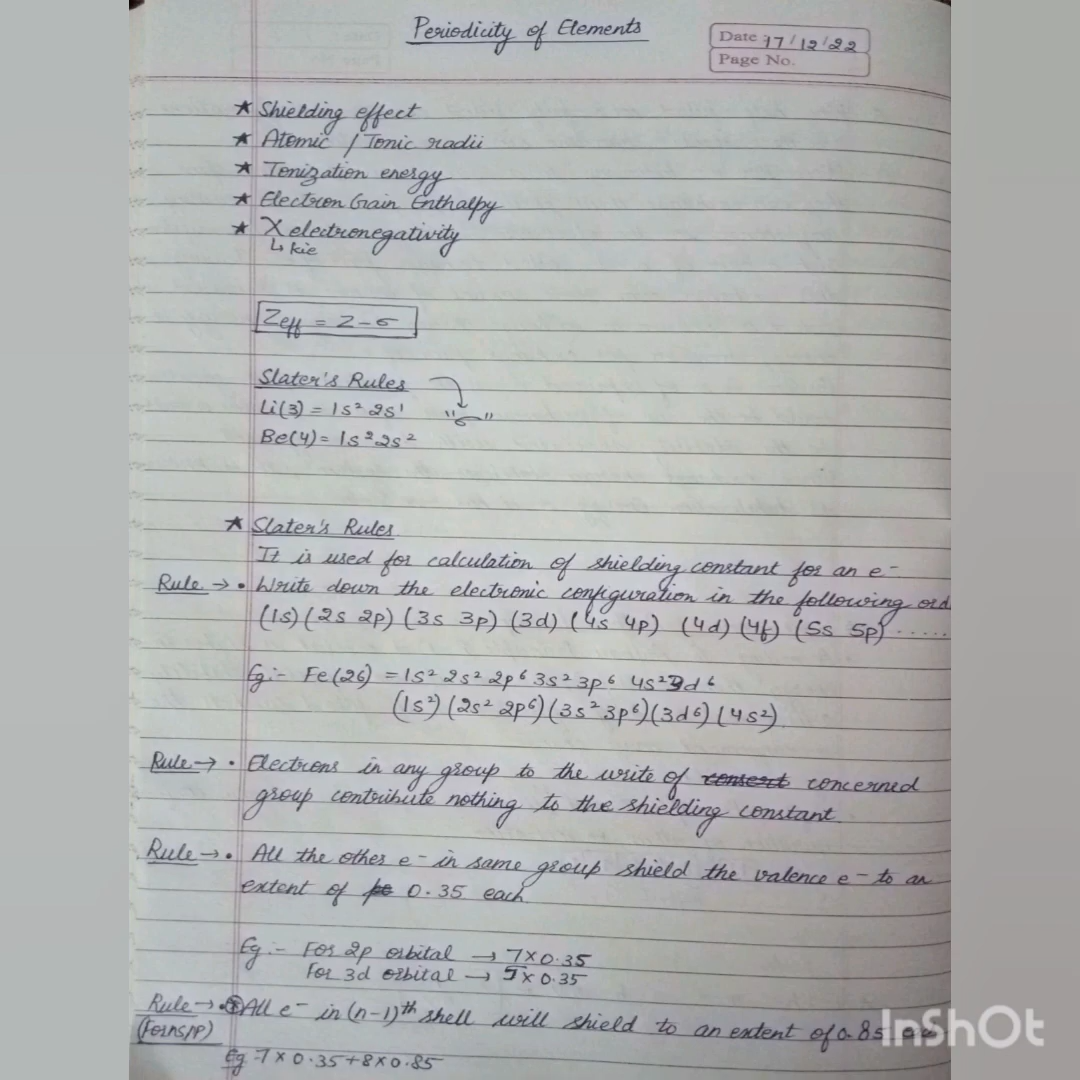 Periodicity of Elements
Date 17/12/22
Page No.
★ Shielding effect
★ Atomic / Ionic radii
★ Ionization energy
★ Electron Gain Enthalpy
★ X electronegativity
↳ kie
Zeff = Z-σ
Slater's Rules
Li(3) = 1s² 2s¹ "σ"
Be(4) = 1s² 2s²
★ Slater's Rules
It is used for calculation of shielding constant for an e-
Rule → • Write down the electronic configuration in the following ord
(1s) (2s 2p) (3s 3p) (3d) (4s 4p) (4d) (4f) (5s 5p) .....
Eg:- Fe(26) = 1s² 2s² 2p⁶ 3s² 3p⁶ 4s² 3d⁶
(1s²) (2s² 2p⁶) (3s² 3p⁶) (3d⁶) (4s²)
Rule → • Electrons in any group to the write of consert concerned
group contribute nothing to the shielding constant
Rule → • All the other e- in same group shield the valence e- to an
extent of 0.35 each
Eg:- For 2p orbital → 7×0.35
For 3d orbital → 5×0.35
Rule → • All e- in (n-1)th shell will shield to an extent of 0.85
(For ns/p)
Eg-7×0.35+8×0.85
InShOt